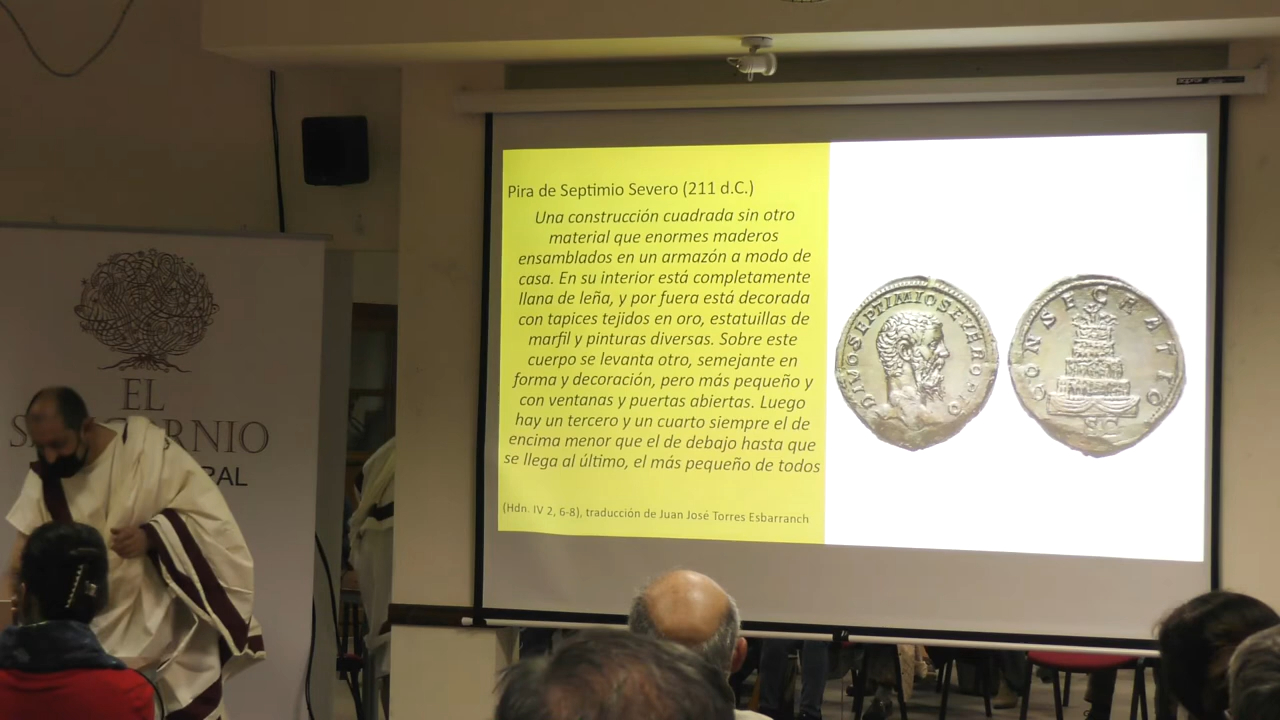 Pira de Septimio Severo (211 d.C.)
Una construcción cuadrada sin otro
material que enormes maderos
ensamblados en un armazón a modo de
casa. En su interior está completamente
llana de leña, y por fuera está decorada
con tapices tejidos en oro, estatuillas de
marfil y pinturas diversas. Sobre este
cuerpo se levanta otro, semejante en
forma y decoración, pero más pequeño y
con ventanas y puertas abiertas. Luego
hay un tercero y un cuarto siempre el de
encima menor que el de debajo hasta que
se llega al último, el más pequeño de todos
(Hdn. IV 2, 6-8), traducción de Juan José Torres Esbarranch
DIVOSEPTIMIOSEVEROPIO
CONSECRATIO
SC
EL